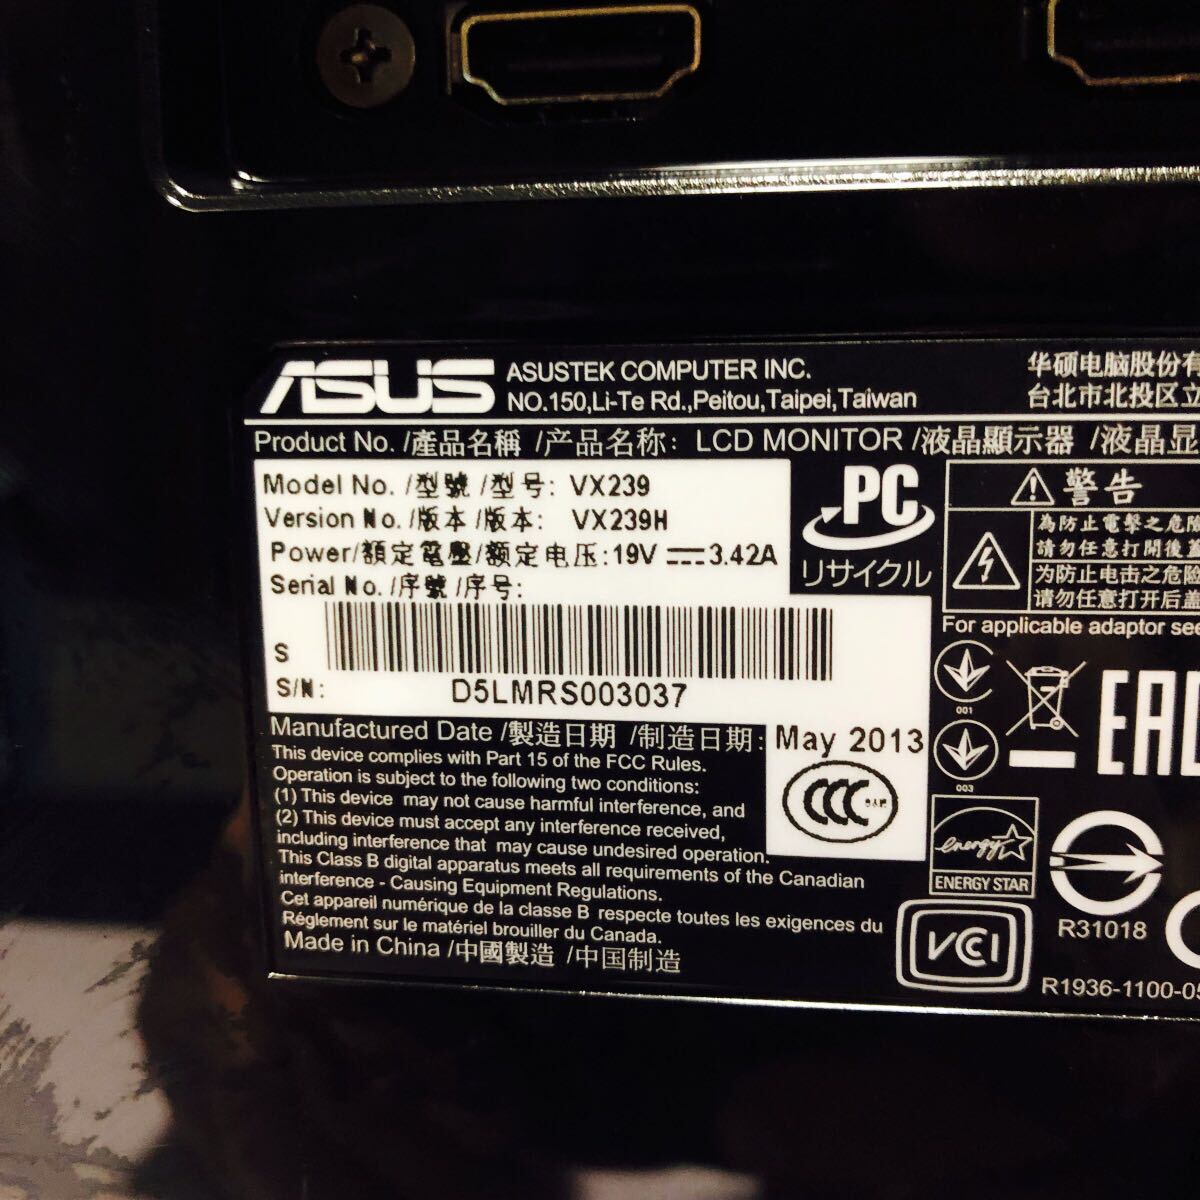 ASUS ASUSTEK COMPUTER INC.
NO.150,Li-Te Rd.,Peitou,Taipei,Taiwan
华硕电脑股份有
台北市北投区立
Product No. /產品名稱 /产品名称: LCD MONITOR /液晶顯示器 /液晶显
Model No. /型號 /型号: VX239
Version No. /版本 /版本: VX239H
Power/額定電壓/额定电压:19V ⎓ 3.42A
Serial No. /序號 /序号:
S
S/N: D5LMRS003037
PC
リサイクル
警告
為防止電擊之危險
請勿任意打開後蓋
为防止电击之危险
请勿任意打开后盖
For applicable adaptor see
001
003
EAC
Manufactured Date /製造日期 /制造日期: May 2013
CCC S&E
This device complies with Part 15 of the FCC Rules.
Operation is subject to the following two conditions:
(1) This device may not cause harmful interference, and
(2) This device must accept any interference received,
including interference that may cause undesired operation.
This Class B digital apparatus meets all requirements of the Canadian
interference - Causing Equipment Regulations.
Cet appareil numérique de la classe B respecte toutes les exigences du
Réglement sur le matériel brouiller du Canada.
Made in China /中國製造 /中国制造
energy
ENERGY STAR
R31018
VCCI
R1936-1100-05